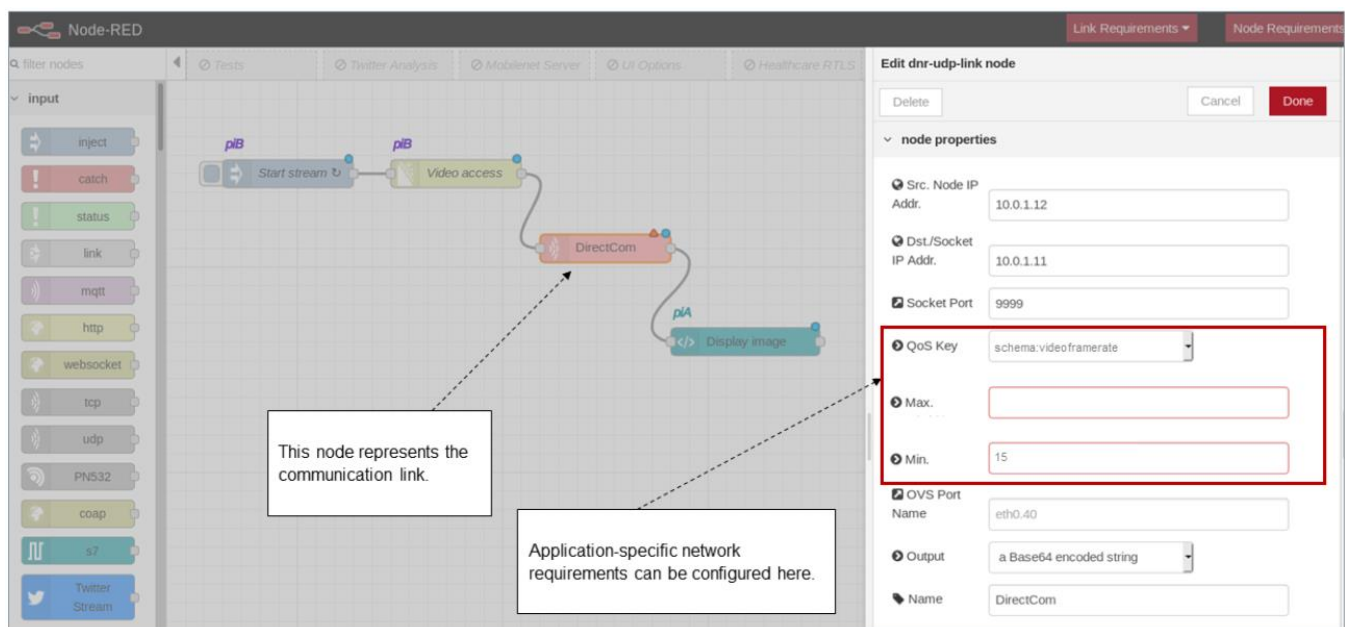 Node-RED
Link Requirements
Node Requirements
filter nodes
Tests
Twitter Analysis
Mobilenet Server
UI Options
Healthcare RTLS
input
inject
catch
status
link
mqtt
http
websocket
tcp
udp
PN532
coap
s7
Twitter
Stream
piB
Start stream ↻
piB
Video access
DirectCom
piA
</> Display image
This node represents the
communication link.
Application-specific network
requirements can be configured here.
Edit dnr-udp-link node
Delete
Cancel
Done
node properties
Src. Node IP
Addr.
10.0.1.12
Dst./Socket
IP Addr.
10.0.1.11
Socket Port
9999
QoS Key
schema:videoframerate
Max.
Min.
15
OVS Port
Name
eth0.40
Output
a Base64 encoded string
Name
DirectCom